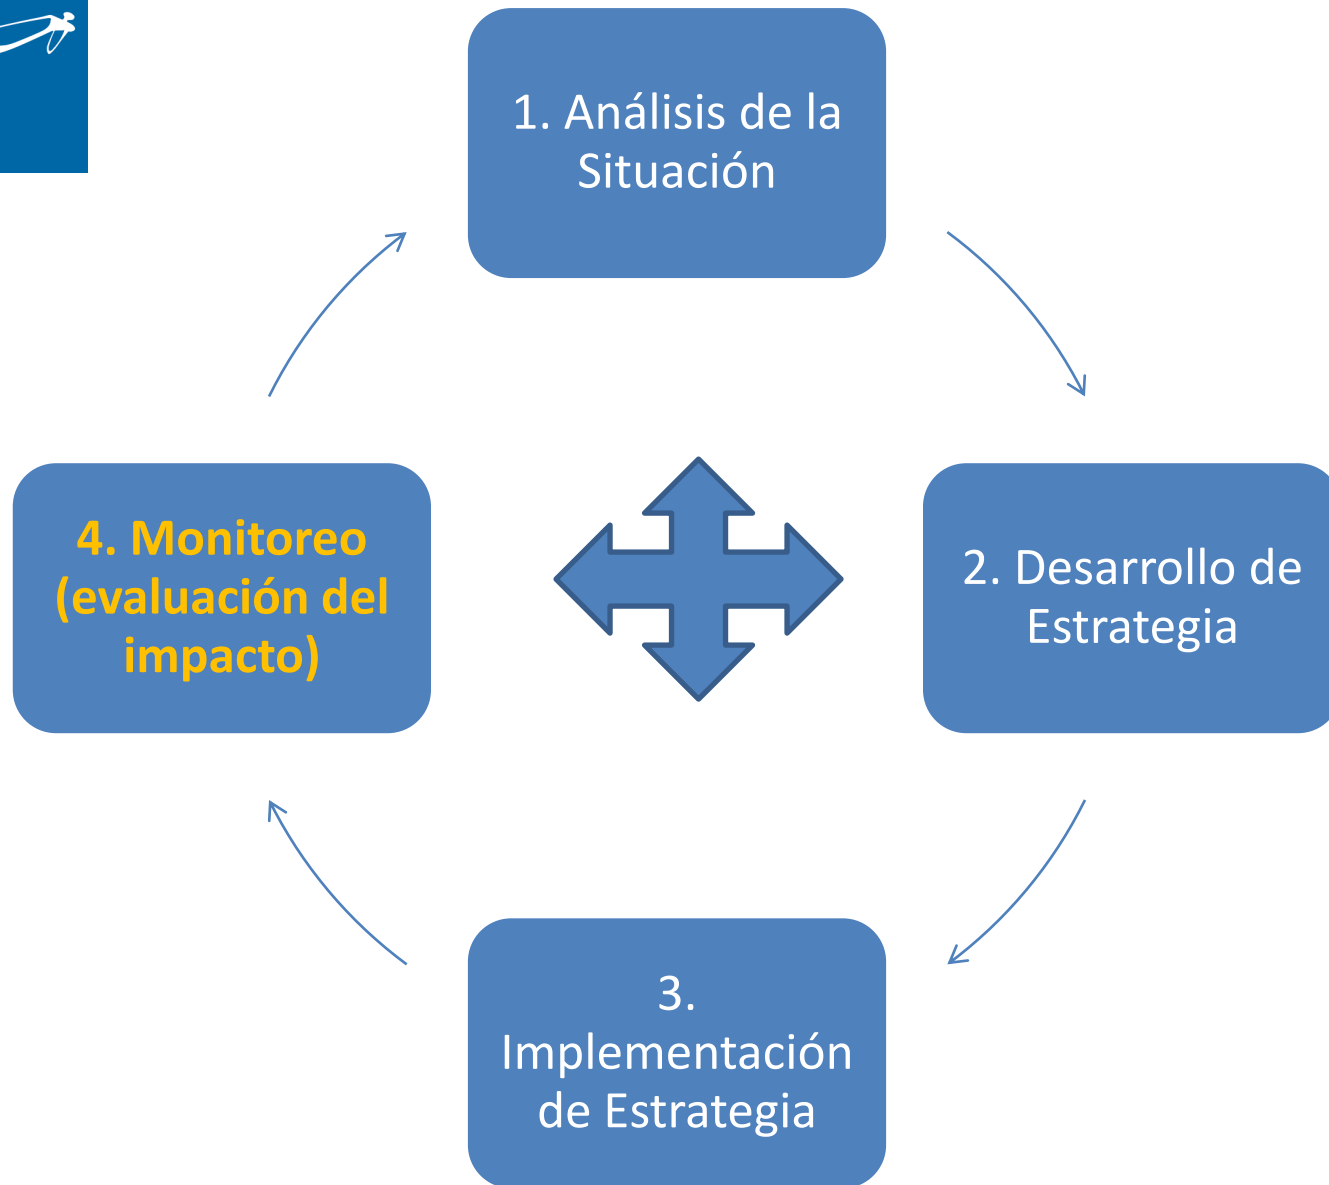 1. Análisis de la
Situación
2. Desarrollo de
Estrategia
3.
Implementación
de Estrategia
4. Monitoreo
(evaluación del
impacto)